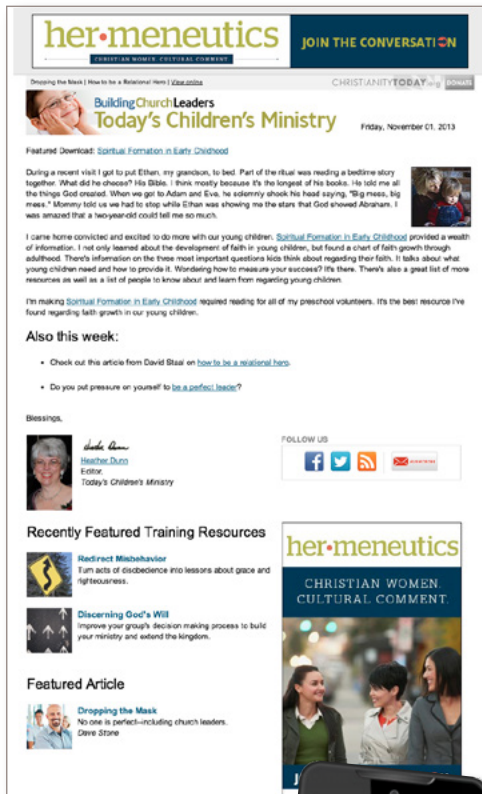 her•meneutics
CHRISTIAN WOMEN. CULTURAL COMMENT.
JOIN THE CONVERSATION
Dropping the Mask | How to be a Relational Hero | View online
CHRISTIANITYTODAY.org DONATE
BuildingChurchLeaders
Today's Children's Ministry
Friday, November 01, 2013
Featured Download: Spiritual Formation in Early Childhood
During a recent visit I got to put Ethan, my grandson, to bed. Part of the ritual was reading a bedtime story
together. What did he choose? His Bible. I think mostly because it's the longest of his books. He told me all
the things God created. When we got to Adam and Eve, he solemnly shook his head saying, "Big mess, big
mess." Mommy told us we had to stop while Ethan was showing me the stars that God showed Abraham. I
was amazed that a two-year-old could tell me so much.
I came home convicted and excited to do more with our young children. Spiritual Formation in Early Childhood provided a wealth
of information. I not only learned about the development of faith in young children, but found a chart of faith growth through
adulthood. There's information on the three most important questions kids think about regarding their faith. It talks about what
young children need and how to provide it. Wondering how to measure your success? It's there. There's also a great list of more
resources as well as a list of people to know about and learn from regarding young children.
I'm making Spiritual Formation in Early Childhood required reading for all of my preschool volunteers. It's the best resource I've
found regarding faith growth in our young children.
Also this week:
• Check out this article from David Staal on how to be a relational hero.
• Do you put pressure on yourself to be a perfect leader?
Blessings,
Heather Dunn
Heather Dunn
Editor,
Today's Children's Ministry
FOLLOW US
Recently Featured Training Resources
Redirect Misbehavior
Turn acts of disobedience into lessons about grace and
righteousness.
Discerning God's Will
Improve your group's decision making process to build
your ministry and extend the kingdom.
Featured Article
Dropping the Mask
No one is perfect--including church leaders.
Dave Stone
her•meneutics
CHRISTIAN WOMEN.
CULTURAL COMMENT.